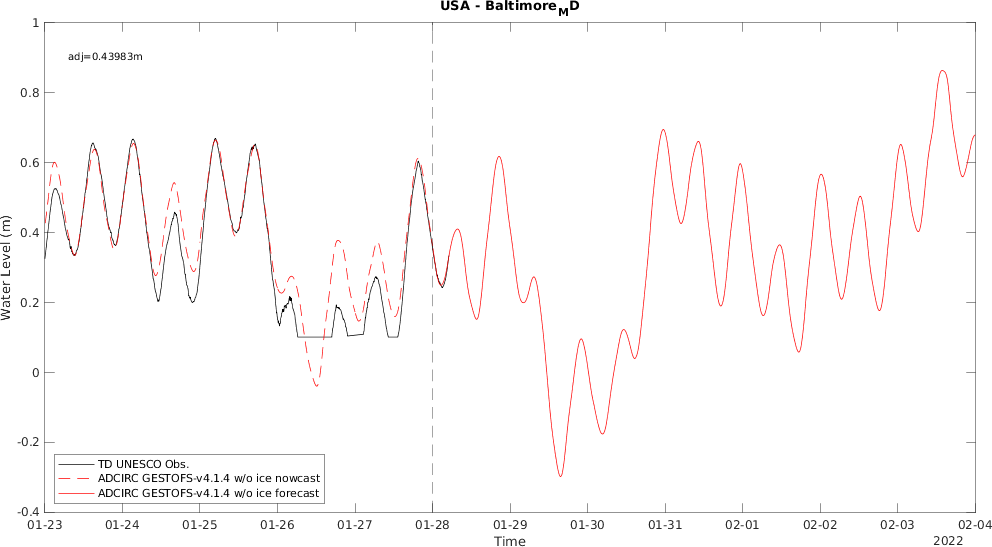 USA - Baltimore_MD
1
adj=0.43983m
0.8
0.6
0.4
0.2
0
-0.2
-0.4
Water Level (m)
TD UNESCO Obs.
ADCIRC GESTOFS-v4.1.4 w/o ice nowcast
ADCIRC GESTOFS-v4.1.4 w/o ice forecast
01-23 01-24 01-25 01-26 01-27 01-28 01-29 01-30 01-31 02-01 02-02 02-03 02-04
Time
2022